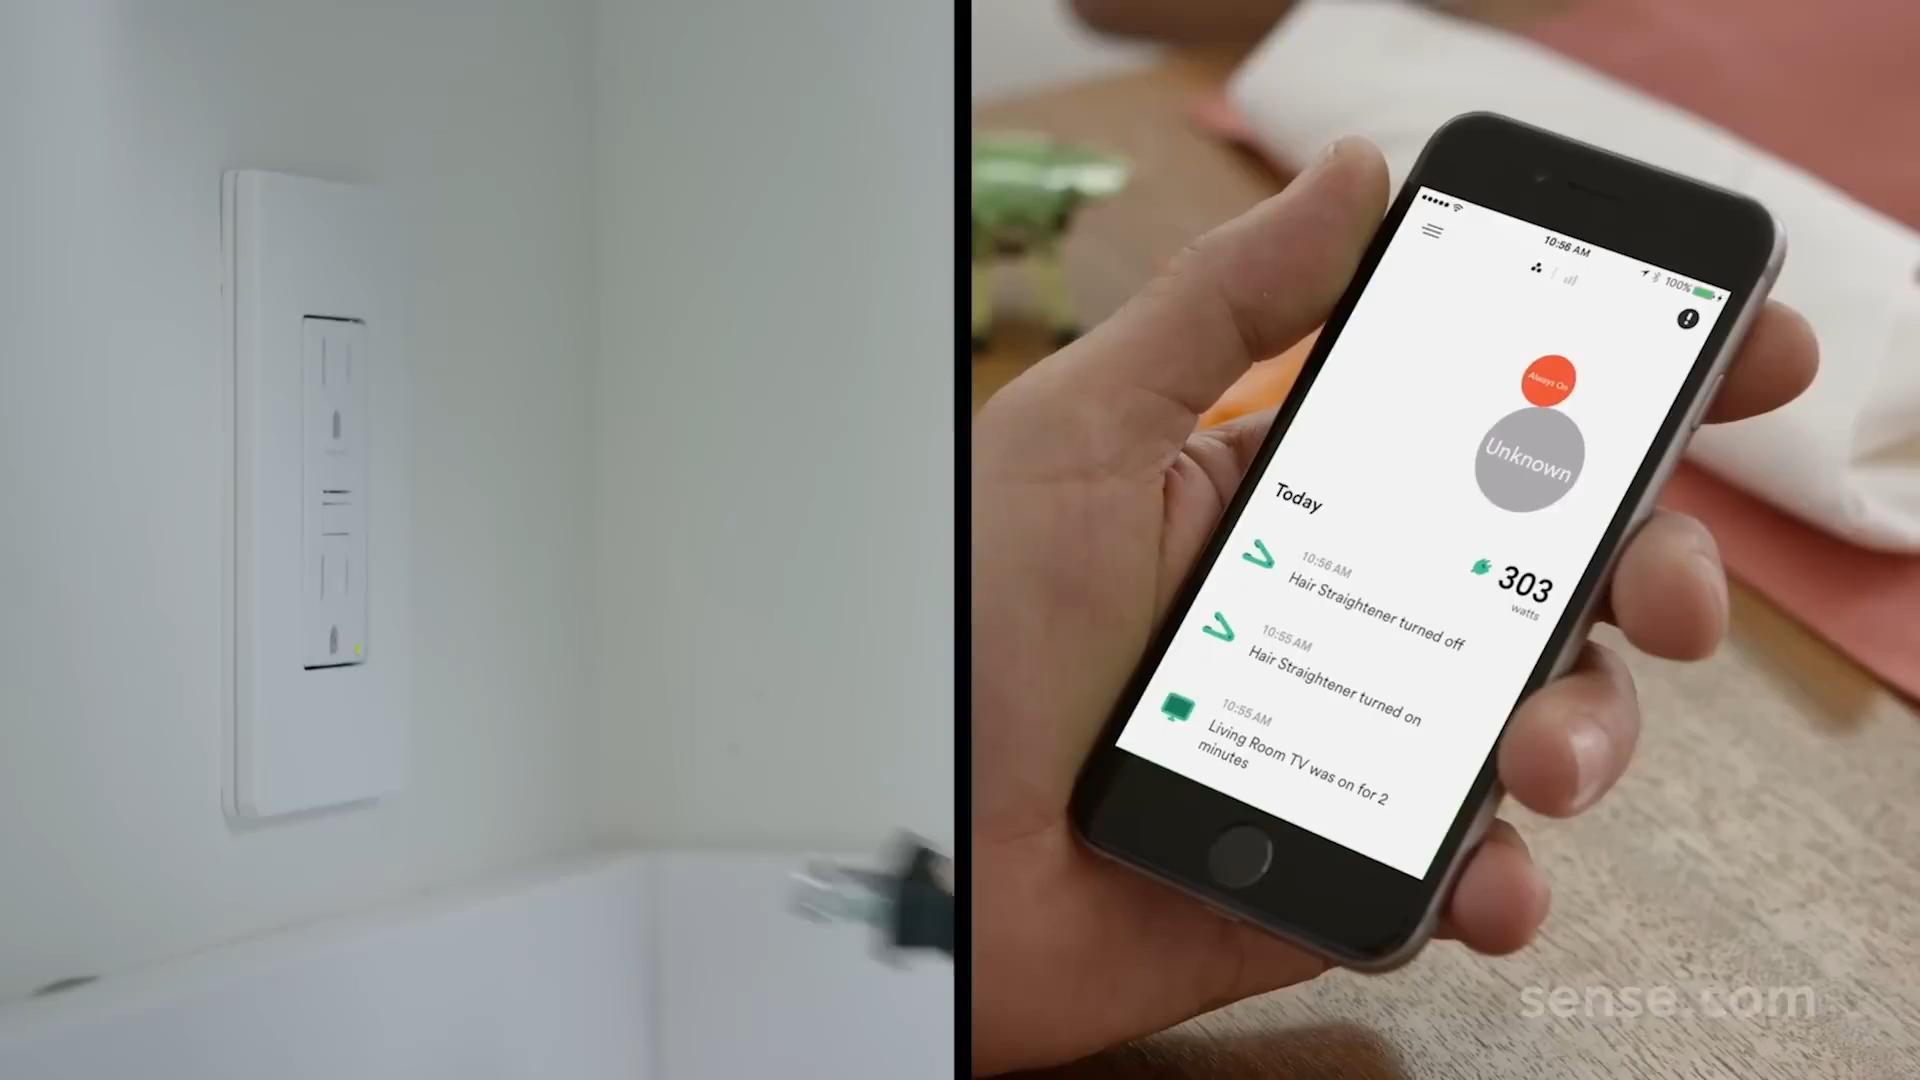 10:56 AM
100%
Always On
Unknown
Today
303
watts
10:56 AM
Hair Straightener turned off
10:55 AM
Hair Straightener turned on
10:55 AM
Living Room TV was on for 2
minutes
sense.com